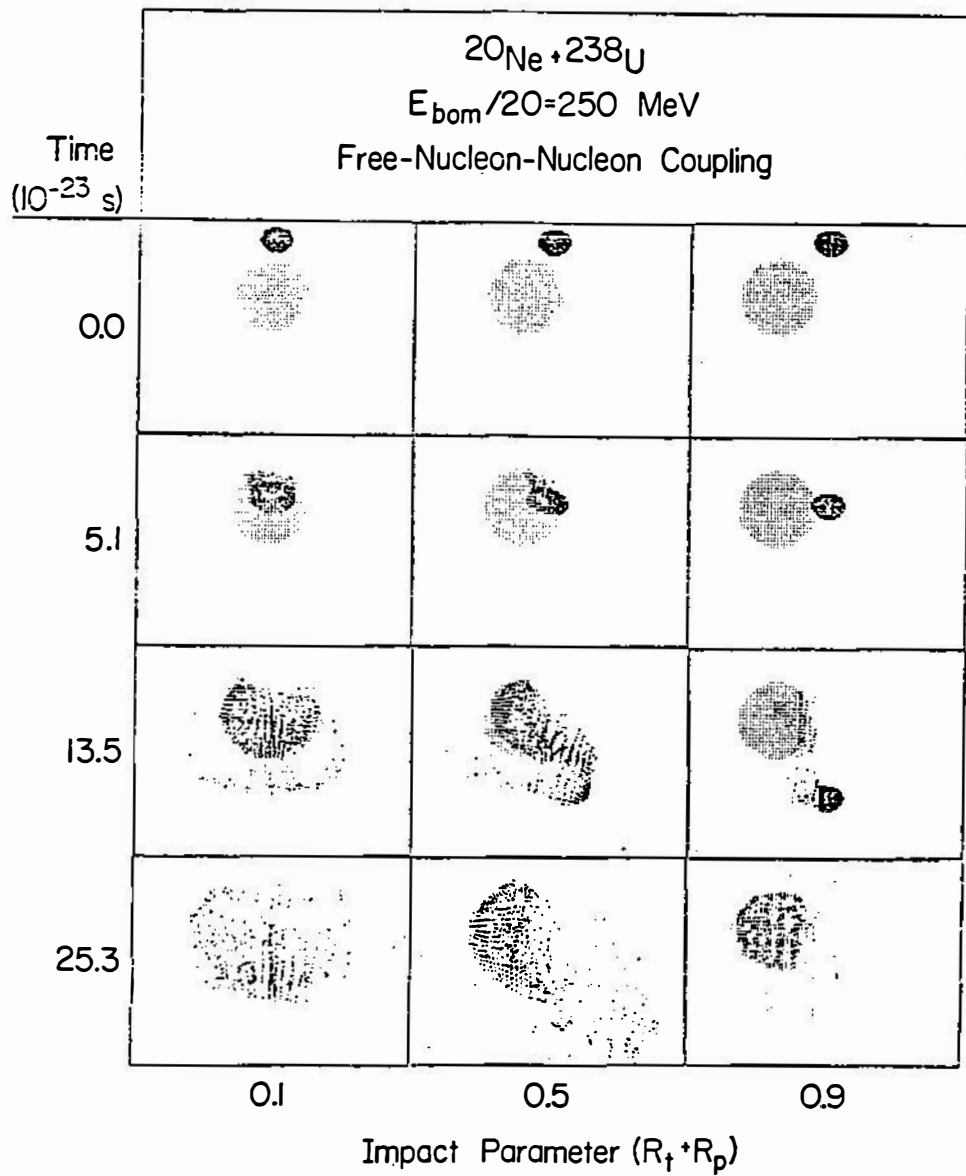 20Ne+238U
Ebom/20=250 MeV
Free-Nucleon-Nucleon Coupling
Time
(10-23 s)
0.0
5.1
13.5
25.3
0.1 0.5 0.9
Impact Parameter (Rt+Rp)